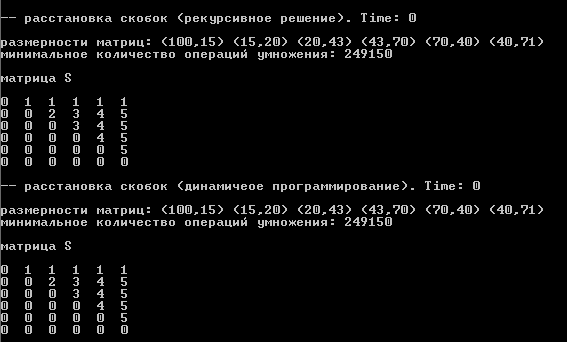 -- расстановка скобок (рекурсивное решение). Time: 0
размерности матриц: (100,15) (15,20) (20,43) (43,70) (70,40) (40,71)
минимальное количество операций умножения: 249150
матрица S
0 1 1 1 1 1
0 0 2 3 4 5
0 0 0 3 4 5
0 0 0 0 4 5
0 0 0 0 0 5
0 0 0 0 0 0
-- расстановка скобок (динамичеое программирование). Time: 0
размерности матриц: (100,15) (15,20) (20,43) (43,70) (70,40) (40,71)
минимальное количество операций умножения: 249150
матрица S
0 1 1 1 1 1
0 0 2 3 4 5
0 0 0 3 4 5
0 0 0 0 4 5
0 0 0 0 0 5
0 0 0 0 0 0